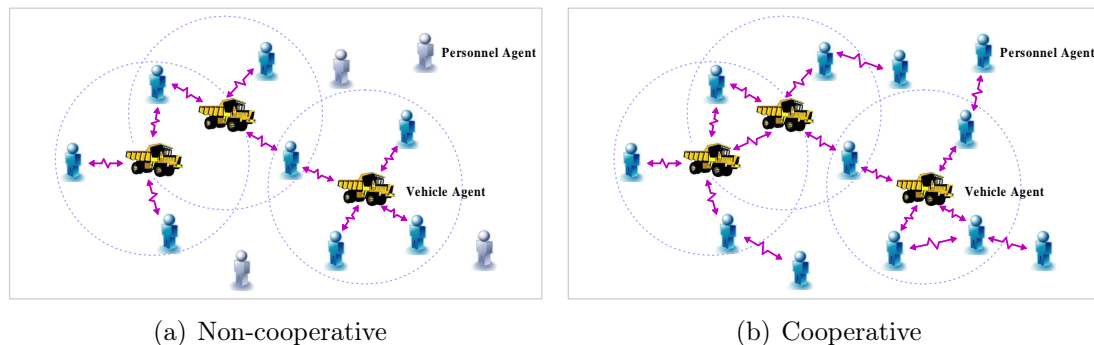 Personnel Agent
Vehicle Agent
(a) Non-cooperative
Personnel Agent
Vehicle Agent
(b) Cooperative